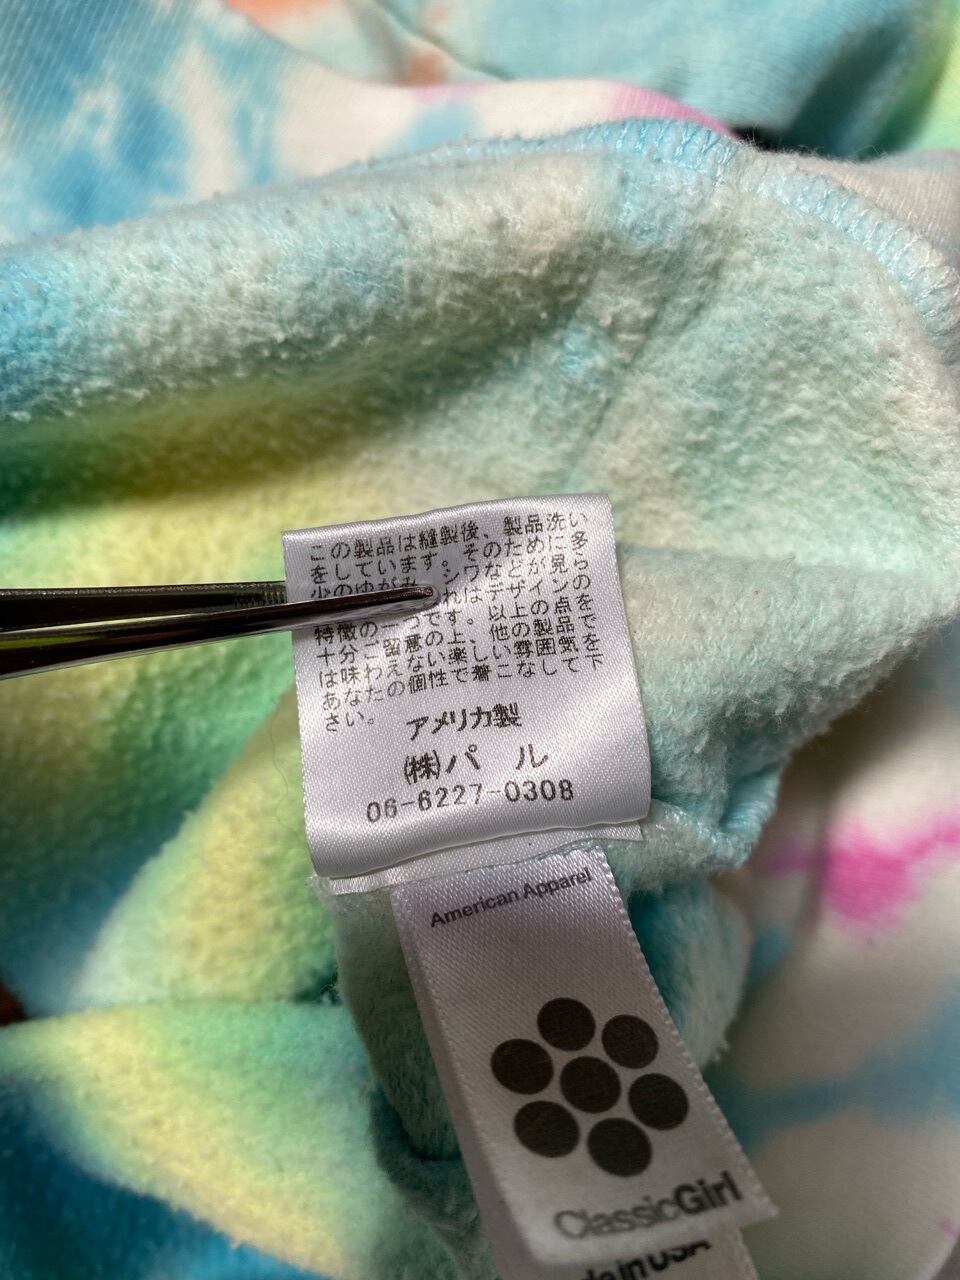 この製品は縫製後、製品洗い
をしています。そのために多
少のゆがみ れなどが見ら
シワはデザインの
特徴の です。以上の点を
十分ご留意の上、他の製品で
は味わえない楽しい雰囲気を
あなたの個性で着こなして下
さい。
アメリカ製
㈱パル
06-6227-0308
American Apparel
ClassicGirl
in USA